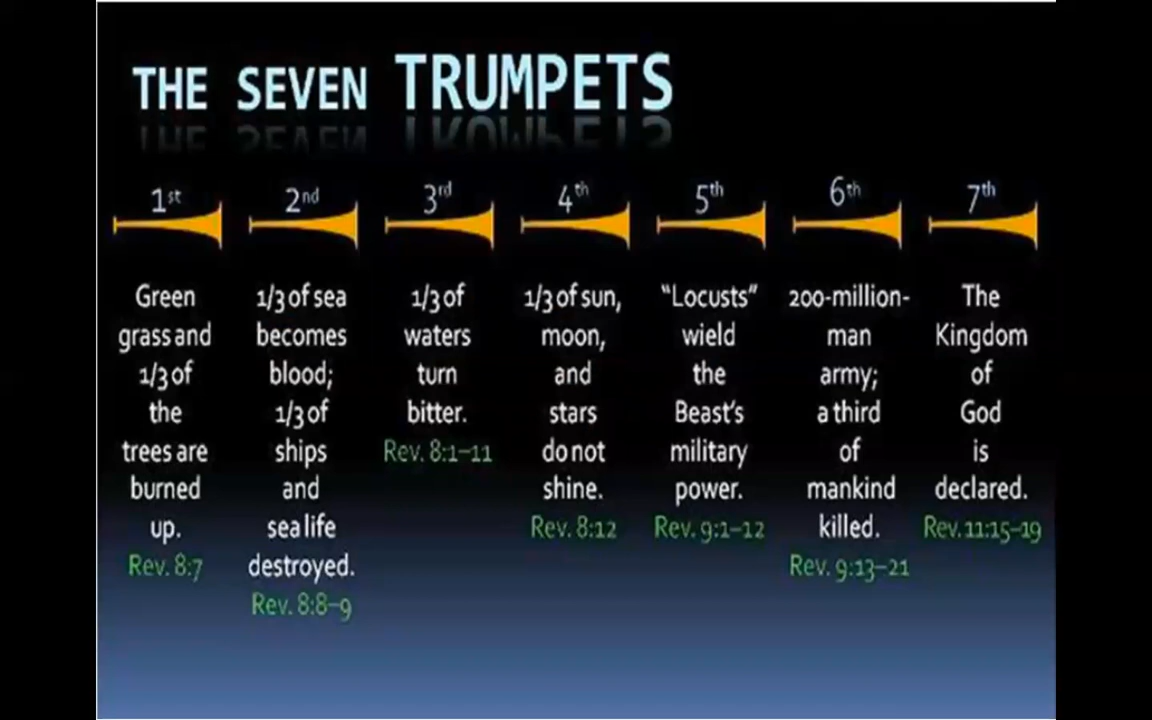 THE SEVEN TRUMPETS
1st
Green
grass and
1/3 of
the
trees are
burned
up.
Rev. 8:7
2nd
1/3 of sea
becomes
blood;
1/3 of
ships
and
sea life
destroyed.
Rev. 8:8–9
3rd
1/3 of
waters
turn
bitter.
Rev. 8:1–11
4th
1/3 of sun,
moon,
and
stars
do not
shine.
Rev. 8:12
5th
“Locusts”
wield
the
Beast’s
military
power.
Rev. 9:1–12
6th
200-million-
man
army;
a third
of
mankind
killed.
Rev. 9:13–21
7th
The
Kingdom
of
God
is
declared.
Rev. 11:15–19